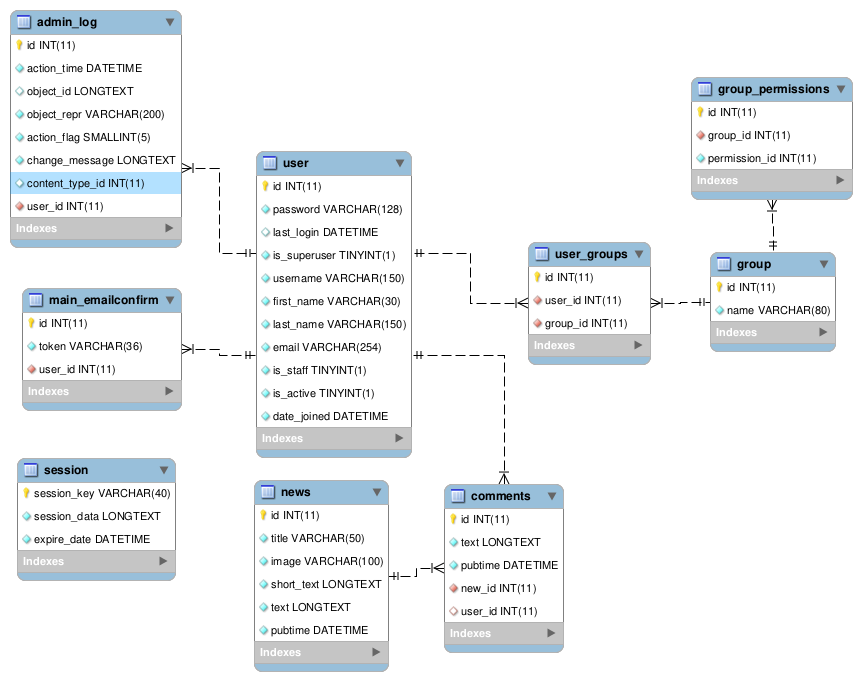 admin_log
id INT(11)
action_time DATETIME
object_id LONGTEXT
object_repr VARCHAR(200)
action_flag SMALLINT(5)
change_message LONGTEXT
content_type_id INT(11)
user_id INT(11)
Indexes
main_emailconfirm
id INT(11)
token VARCHAR(36)
user_id INT(11)
Indexes
session
session_key VARCHAR(40)
session_data LONGTEXT
expire_date DATETIME
Indexes
user
id INT(11)
password VARCHAR(128)
last_login DATETIME
is_superuser TINYINT(1)
username VARCHAR(150)
first_name VARCHAR(30)
last_name VARCHAR(150)
email VARCHAR(254)
is_staff TINYINT(1)
is_active TINYINT(1)
date_joined DATETIME
Indexes
news
id INT(11)
title VARCHAR(50)
image VARCHAR(100)
short_text LONGTEXT
text LONGTEXT
pubtime DATETIME
Indexes
comments
id INT(11)
text LONGTEXT
pubtime DATETIME
new_id INT(11)
user_id INT(11)
Indexes
user_groups
id INT(11)
user_id INT(11)
group_id INT(11)
Indexes
group_permissions
id INT(11)
group_id INT(11)
permission_id INT(11)
Indexes
group
id INT(11)
name VARCHAR(80)
Indexes